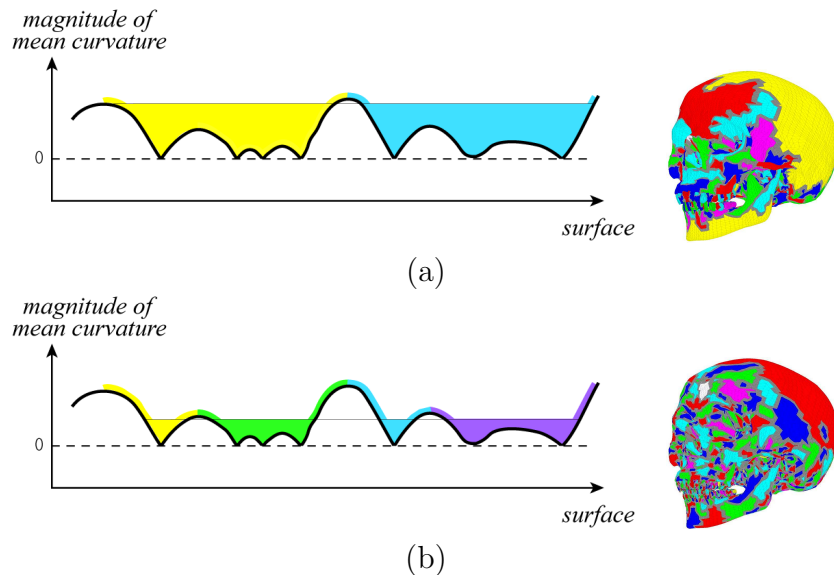 magnitude of
mean curvature
0
surface
(a)
magnitude of
mean curvature
0
surface
(b)